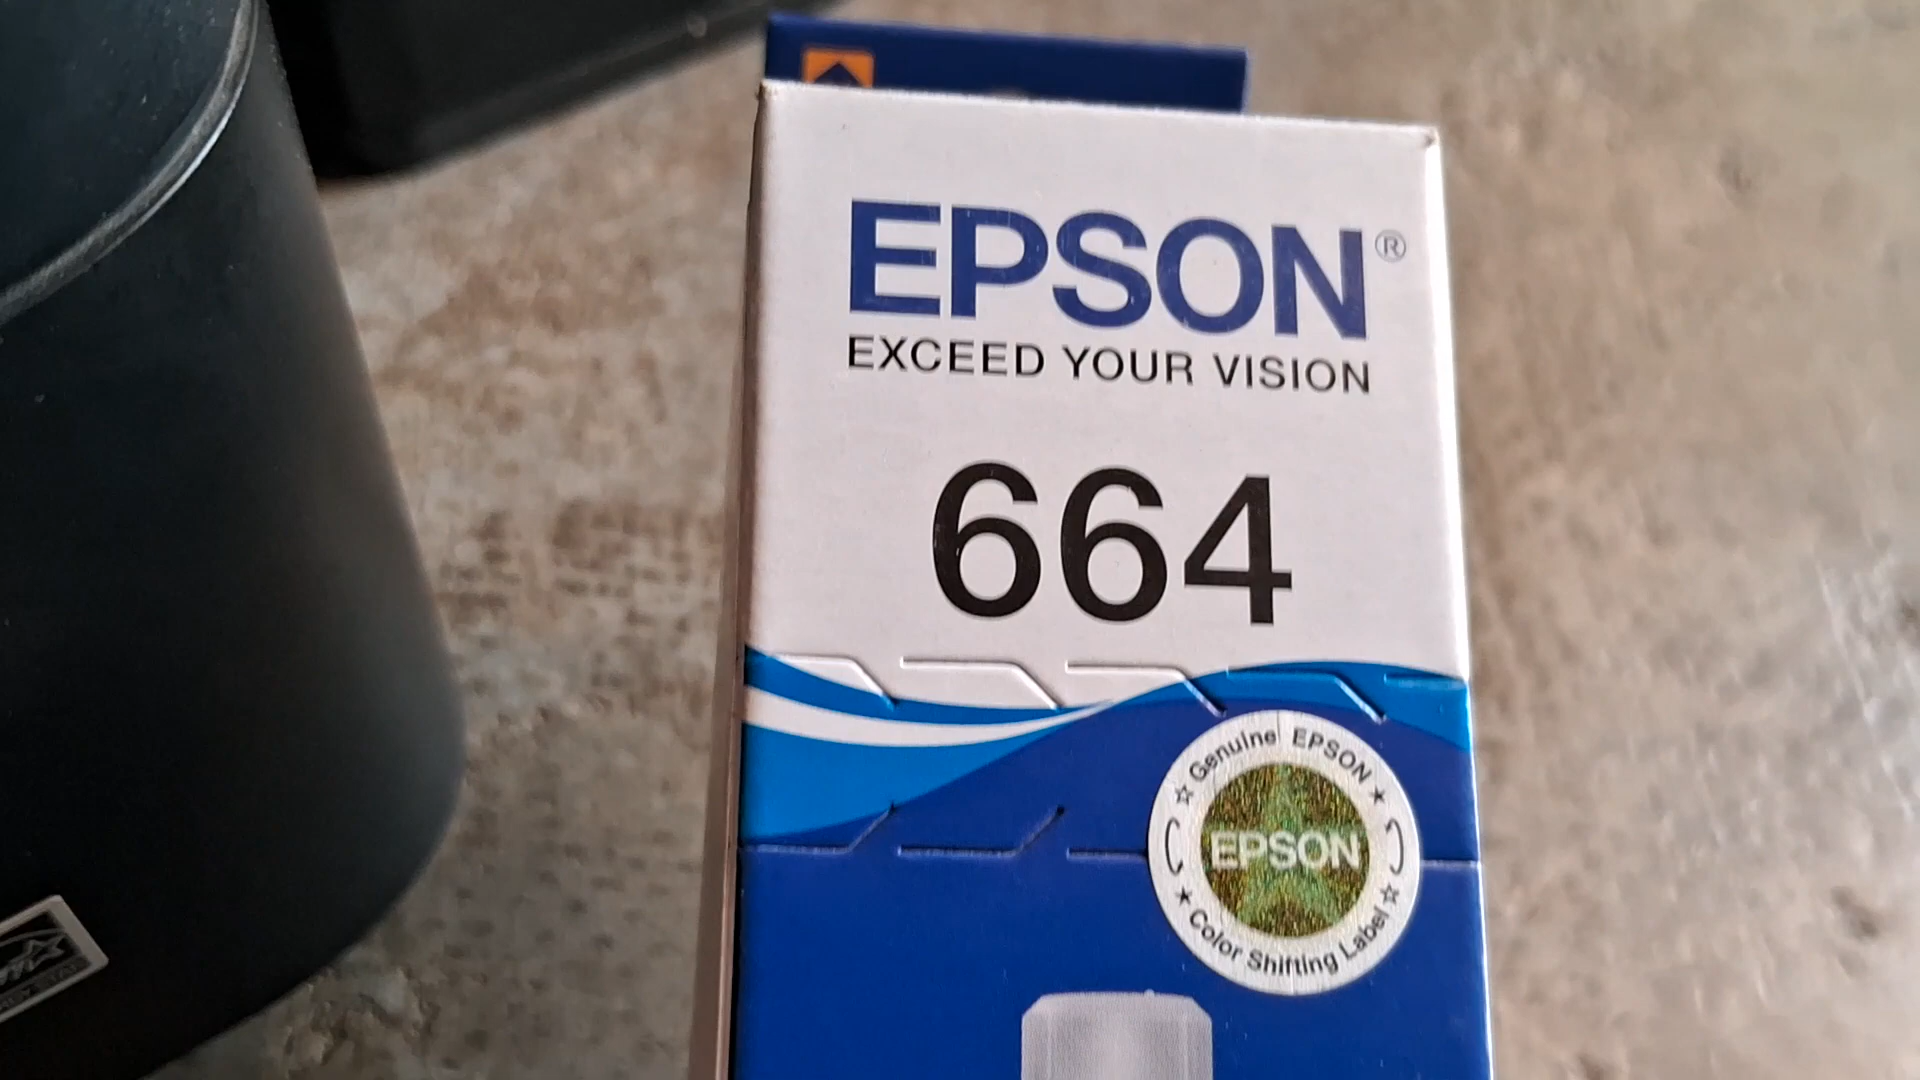 EPSON®
EXCEED YOUR VISION
664
Genuine EPSON
EPSON
Color Shifting Label